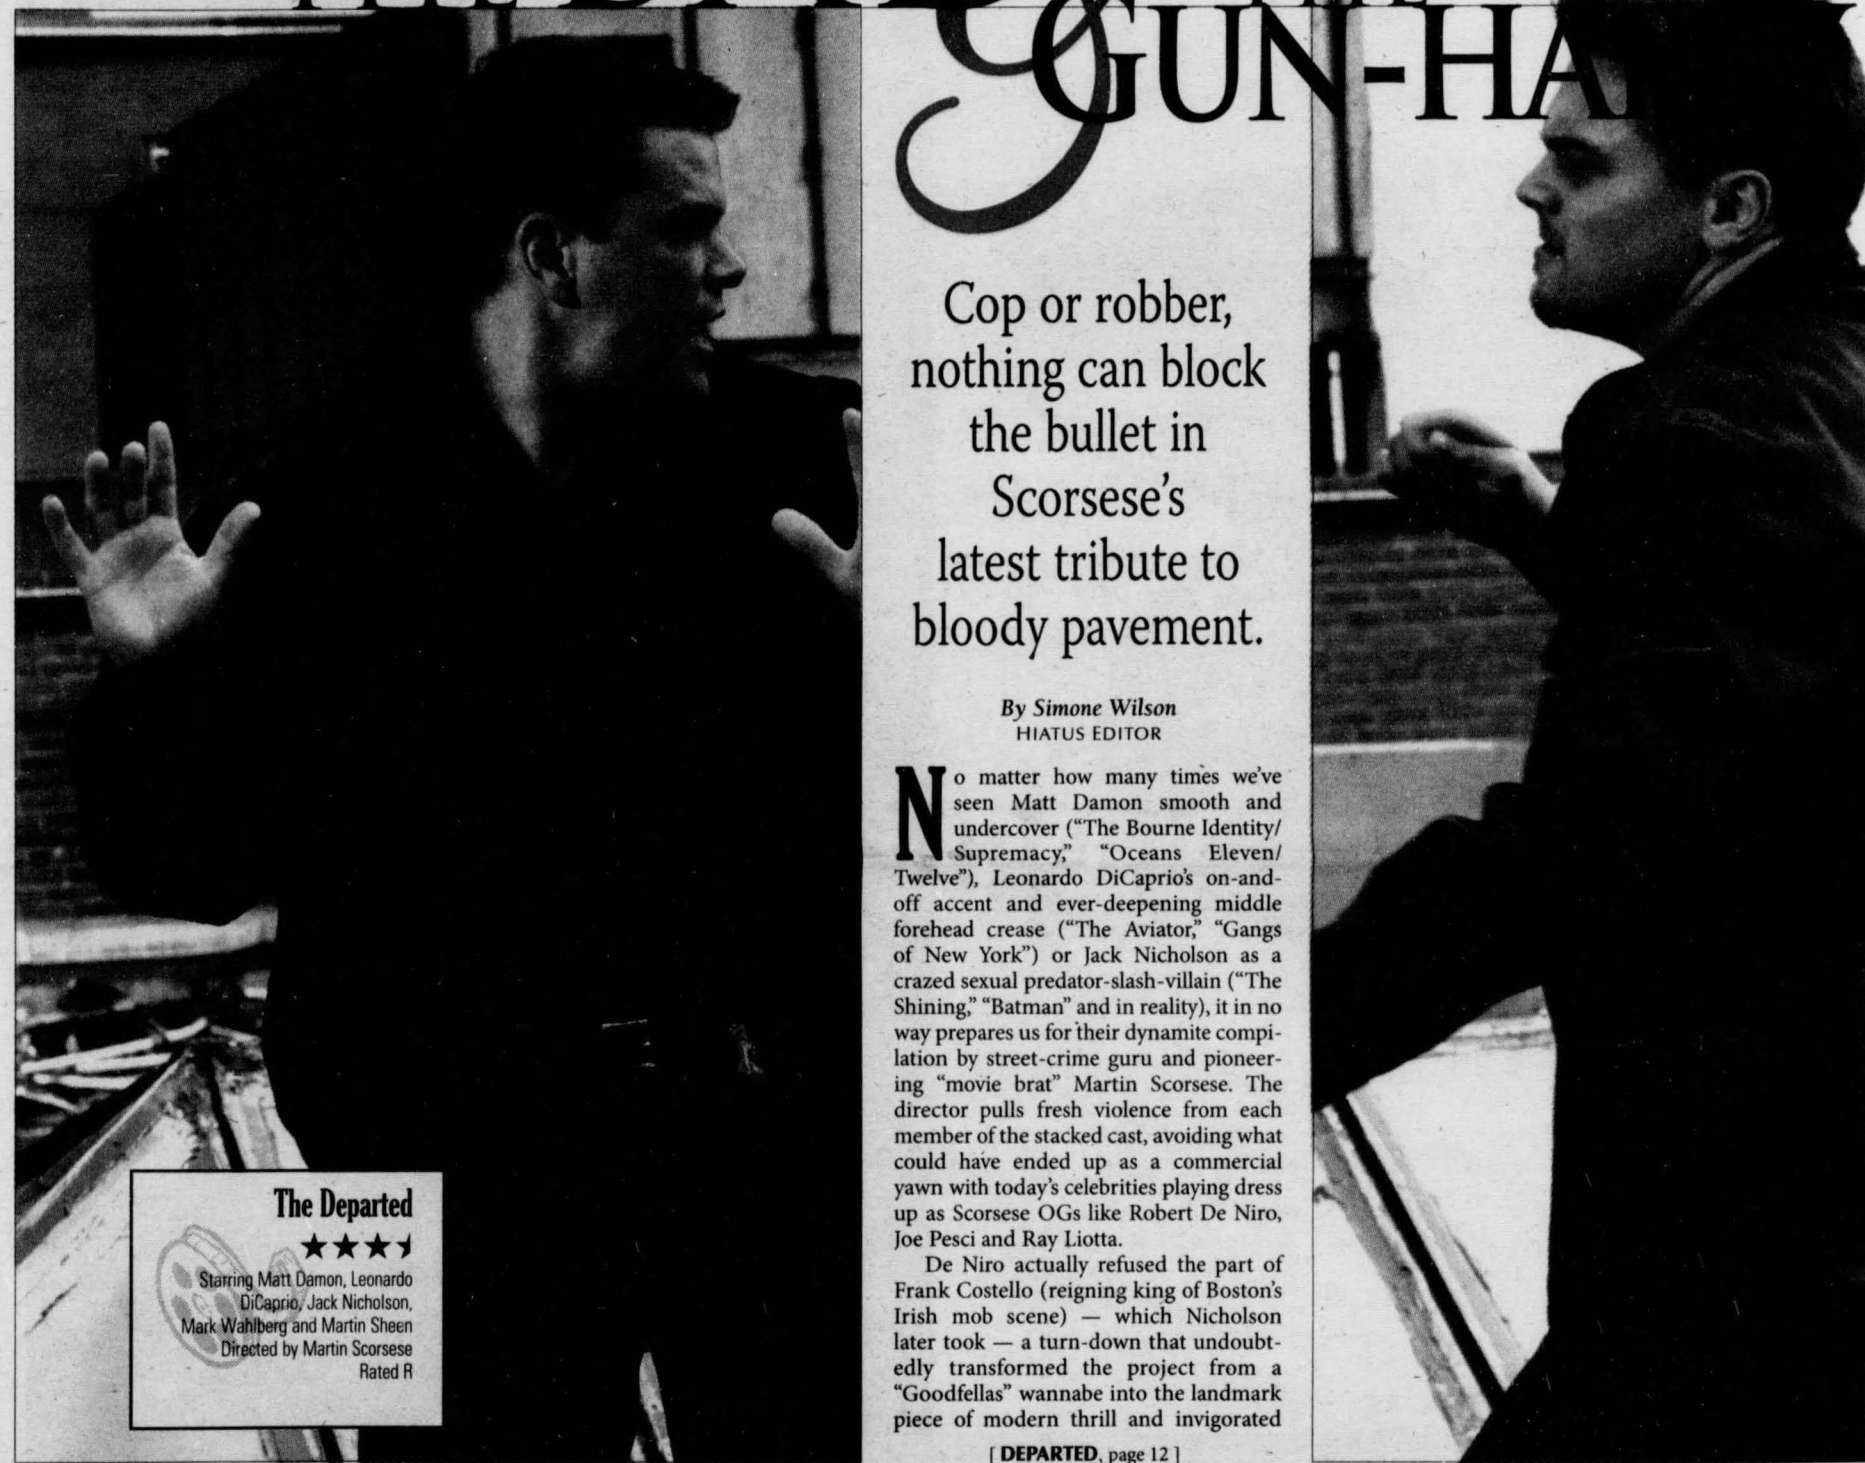 GUN-HA
Cop or robber,
nothing can block
the bullet in
Scorsese's
latest tribute to
bloody pavement.
By Simone Wilson
HIATUS EDITOR
No matter how many times we've
seen Matt Damon smooth and
undercover ("The Bourne Identity/
Supremacy," "Oceans Eleven/
Twelve"), Leonardo DiCaprio's on-and-
off accent and ever-deepening middle
forehead crease ("The Aviator," "Gangs
of New York") or Jack Nicholson as a
crazed sexual predator-slash-villain ("The
Shining," "Batman" and in reality), it in no
way prepares us for their dynamite compi-
lation by street-crime guru and pioneer-
ing "movie brat" Martin Scorsese. The
director pulls fresh violence from each
member of the stacked cast, avoiding what
could have ended up as a commercial
yawn with today's celebrities playing dress
up as Scorsese OGs like Robert De Niro,
Joe Pesci and Ray Liotta.
De Niro actually refused the part of
Frank Costello (reigning king of Boston's
Irish mob scene) — which Nicholson
later took — a turn-down that undoubt-
edly transformed the project from a
"Goodfellas" wannabe into the landmark
piece of modern thrill and invigorated
[ DEPARTED, page 12 ]
The Departed
Starring Matt Damon, Leonardo
DiCaprio, Jack Nicholson,
Mark Wahlberg and Martin Sheen
Directed by Martin Scorsese
Rated R